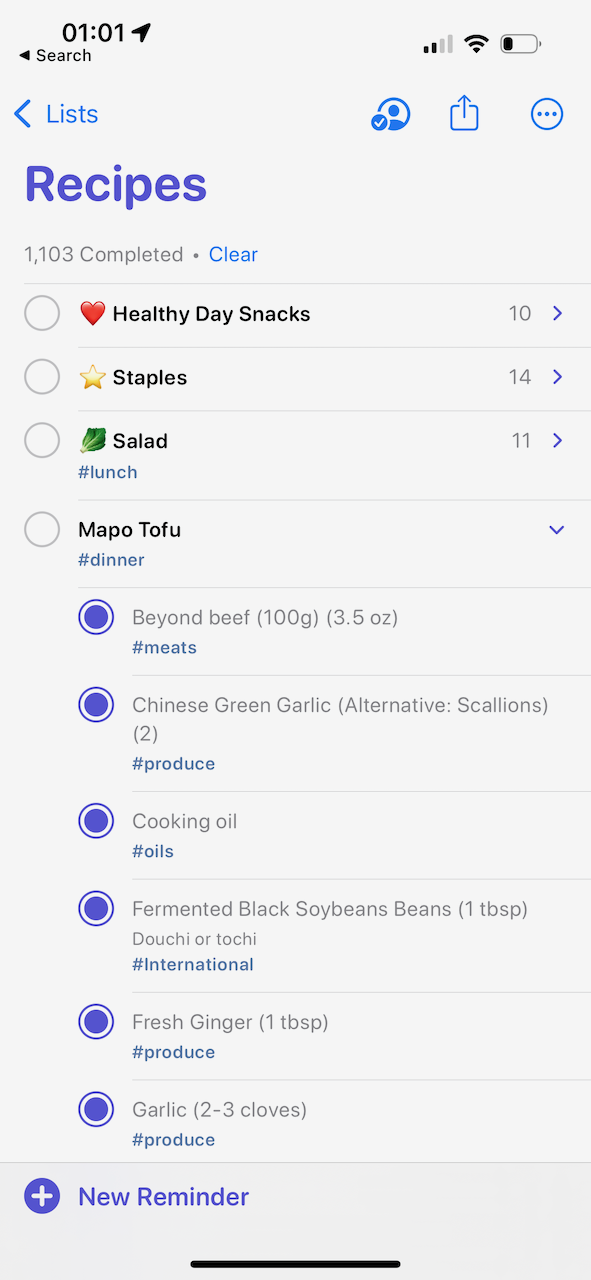 01:01
◀ Search
Lists
Recipes
1,103 Completed • Clear
❤️ Healthy Day Snacks 10
⭐ Staples 14
🥬 Salad 11
#lunch
Mapo Tofu
#dinner
Beyond beef (100g) (3.5 oz)
#meats
Chinese Green Garlic (Alternative: Scallions)
(2)
#produce
Cooking oil
#oils
Fermented Black Soybeans Beans (1 tbsp)
Douchi or tochi
#International
Fresh Ginger (1 tbsp)
#produce
Garlic (2-3 cloves)
#produce
New Reminder